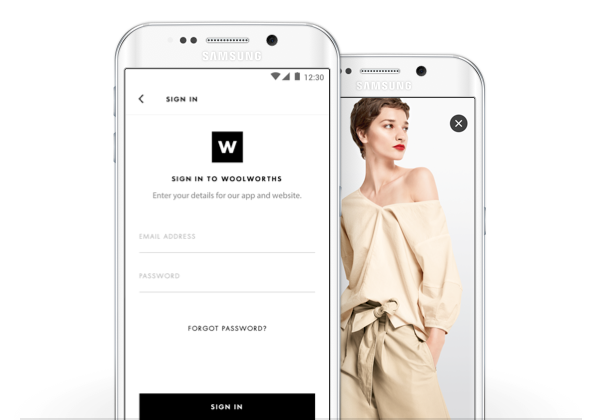 SAMSUNG
12:30
SIGN IN
W
SIGN IN TO WOOLWORTHS
Enter your details for our app and website.
EMAIL ADDRESS
PASSWORD
FORGOT PASSWORD?
SIGN IN
SAMSUNG